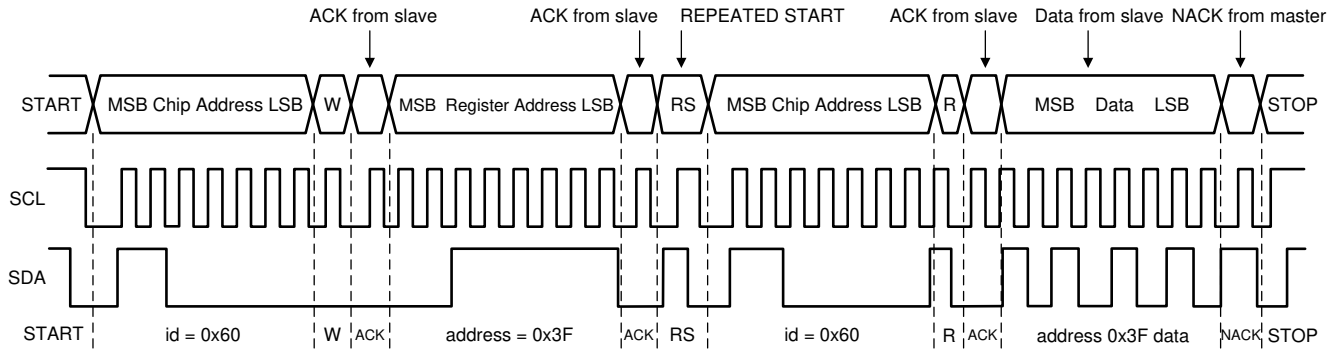 ACK from slave ACK from slave REPEATED START ACK from slave Data from slave NACK from master
START MSB Chip Address LSB W MSB Register Address LSB RS MSB Chip Address LSB R MSB Data LSB STOP
SCL
SDA
START id = 0x60 W ACK address = 0x3F ACK RS id = 0x60 R ACK address 0x3F data NACK STOP